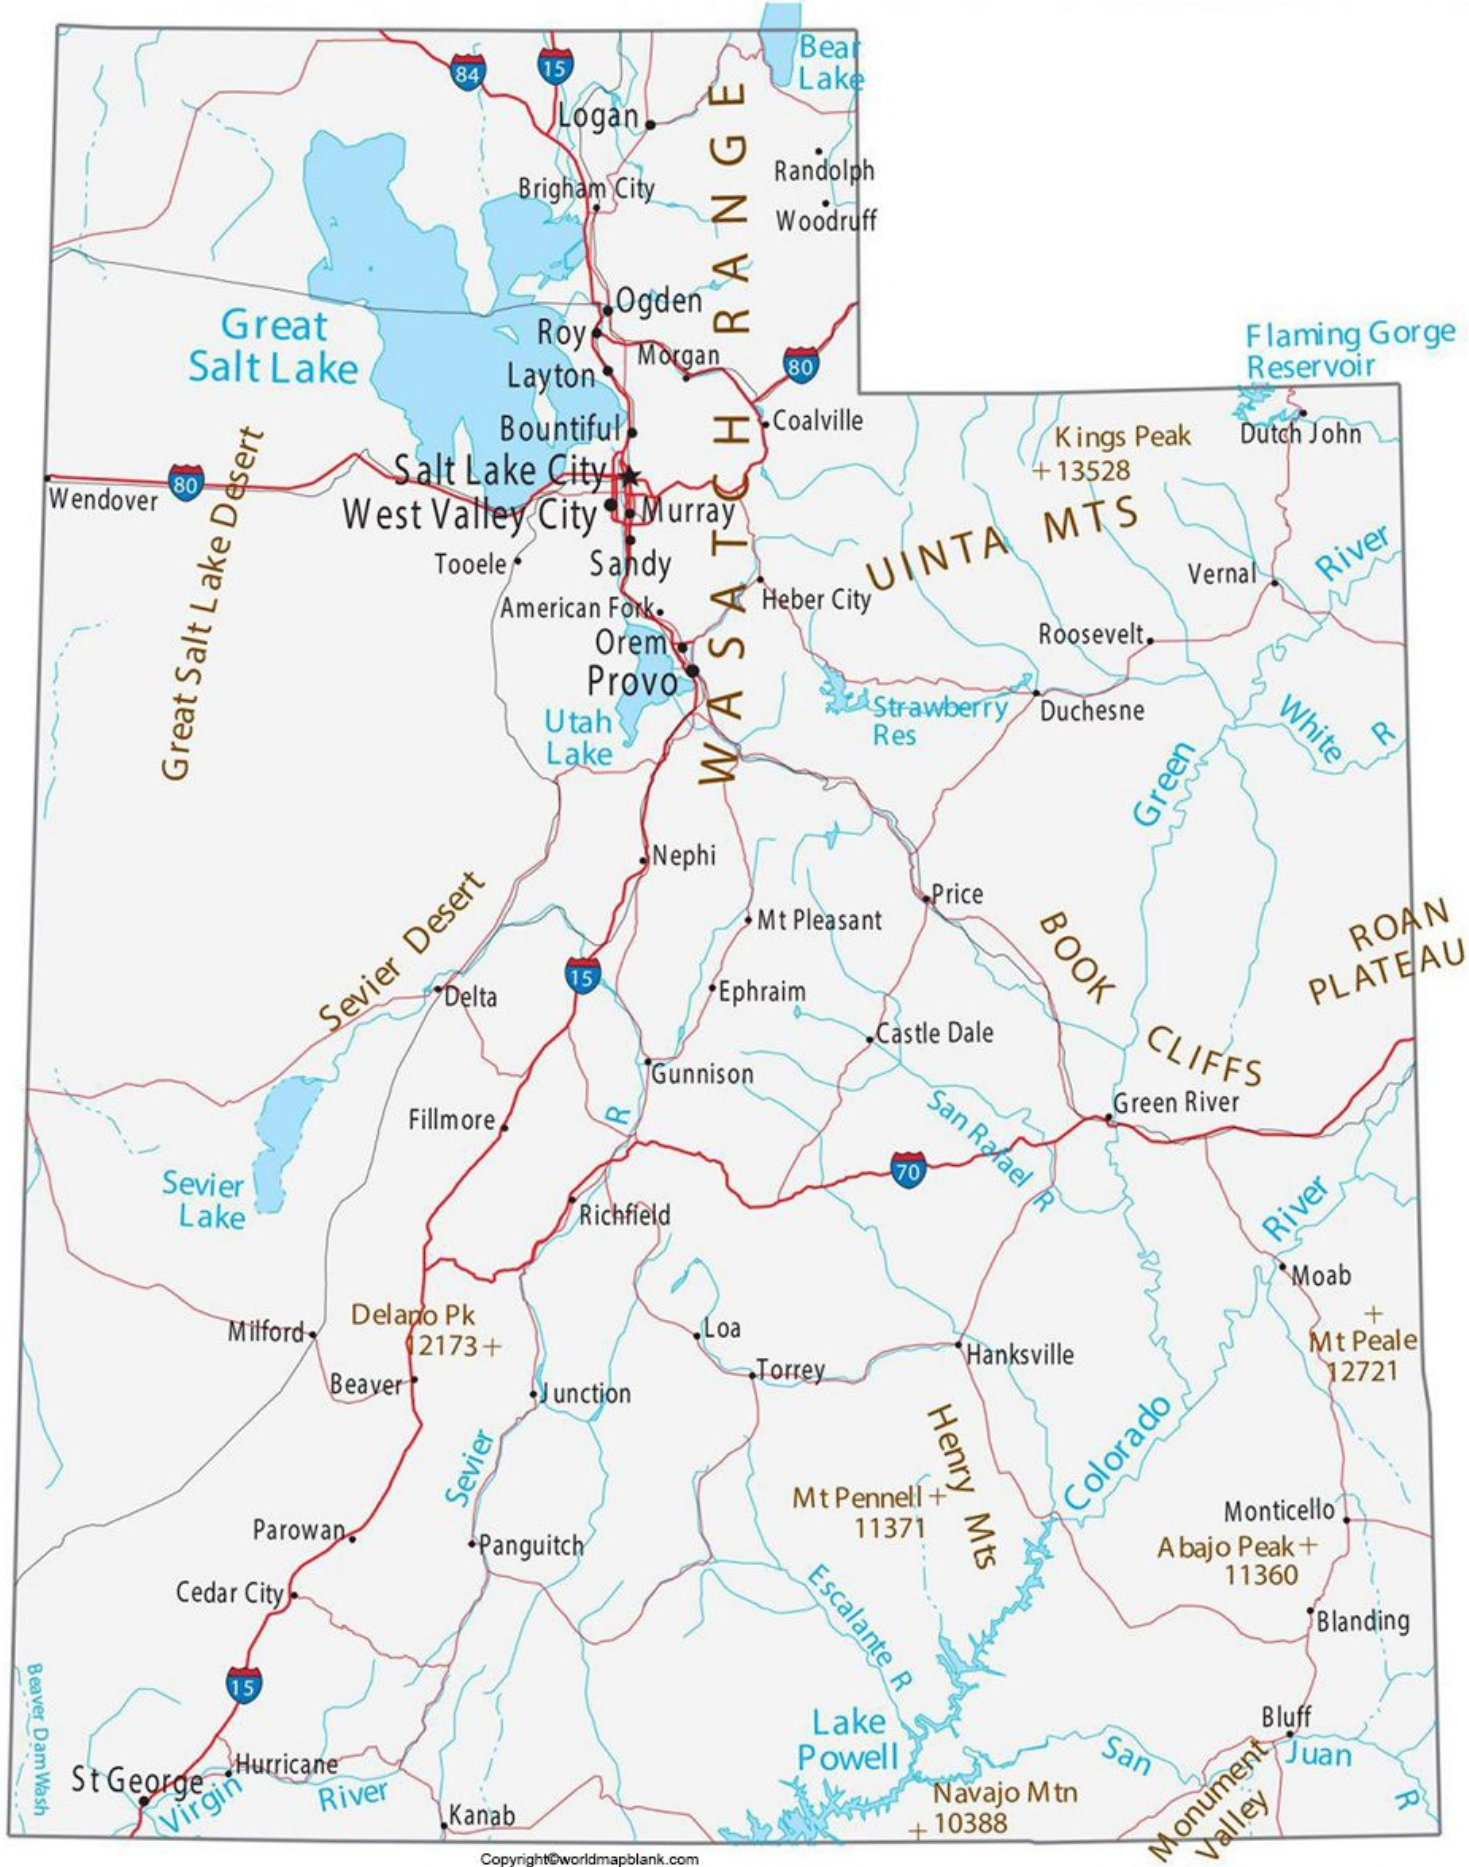 Bear
Lake
84
15
Logan
Randolph
Brigham City
Woodruff
WASATCH RANGE
Great
Salt Lake
Ogden
Roy
Morgan
80
Layton
Flaming Gorge
Reservoir
Bountiful
Coalville
Kings Peak
+13528
Dutch John
Salt Lake City
80
Wendover
West Valley City
Murray
UINTA MTS
Great Salt Lake Desert
Tooele
Sandy
Vernal
River
American Fork
Heber City
Orem
Roosevelt
Provo
Strawberry
Res
Duchesne
Utah
Lake
White R
Green
Nephi
Price
Mt Pleasant
BOOK
CLIFFS
ROAN
PLATEAU
Sevier Desert
15
Delta
Ephraim
Castle Dale
Gunnison
Fillmore
R
San Rafael R
Green River
70
Sevier
Lake
Richfield
River
Moab
Delano Pk
12173+
Milford
Loa
+
Mt Peale
12721
Hanksville
Torrey
Beaver
Junction
Henry Mts
Colorado
Sevier
Mt Pennell+
11371
Monticello
Parowan
Panguitch
Abajo Peak+
11360
Cedar City
Escalante R
Blanding
15
Beaver Dam Wash
Lake
Powell
Bluff
San
Juan
R
Hurricane
St George
Virgin
River
Navajo Mtn
+10388
Monument
Valley
Kanab
Copyright©worldmapblank.com